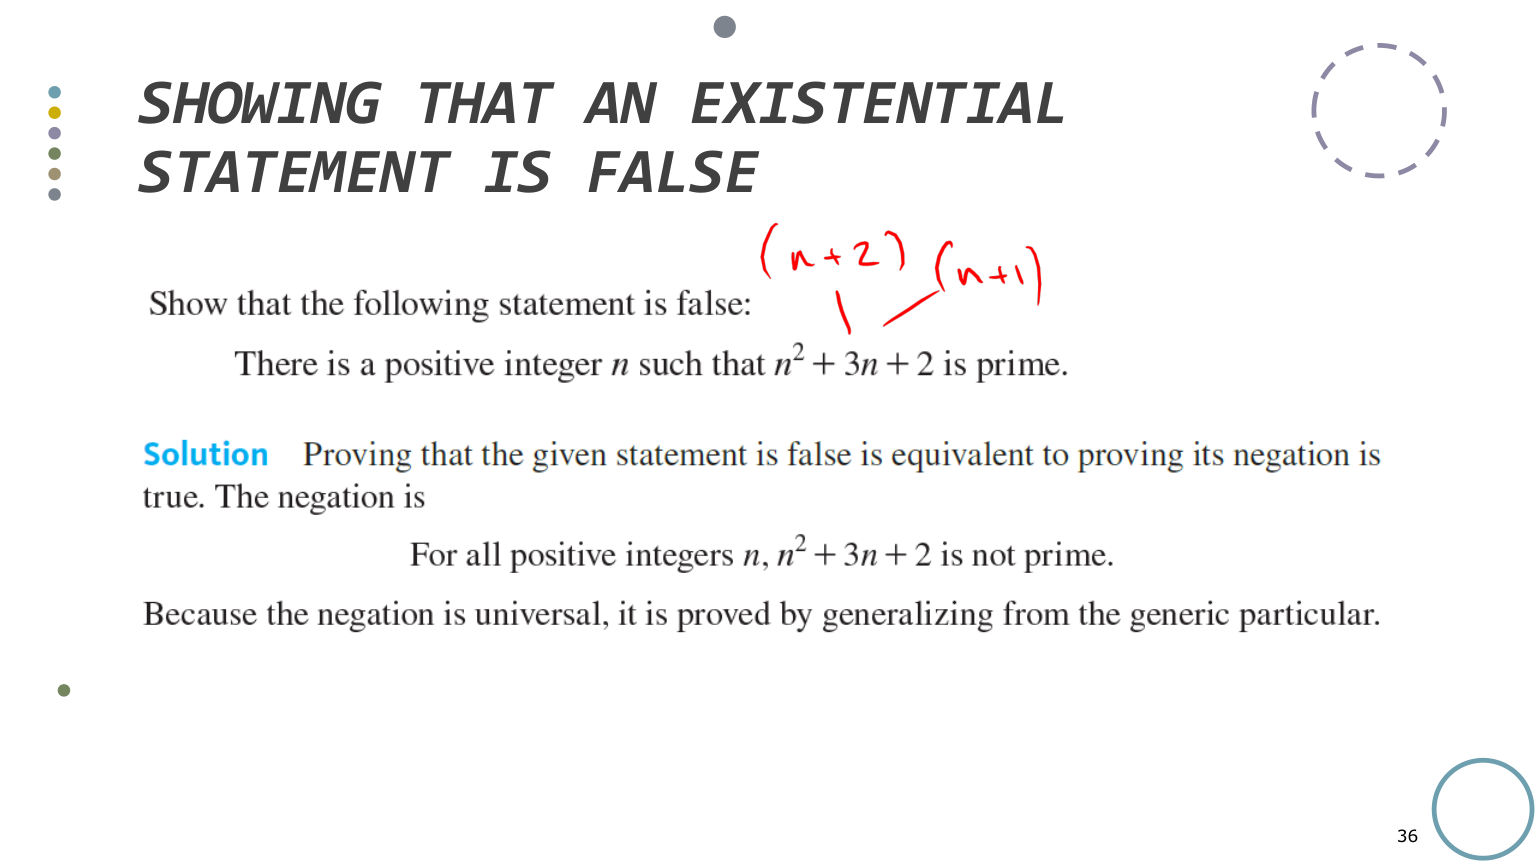 SHOWING THAT AN EXISTENTIAL
STATEMENT IS FALSE
(n+2) (n+1)
Show that the following statement is false:
There is a positive integer n such that n² + 3n + 2 is prime.
Solution Proving that the given statement is false is equivalent to proving its negation is
true. The negation is
For all positive integers n, n² + 3n + 2 is not prime.
Because the negation is universal, it is proved by generalizing from the generic particular.
36